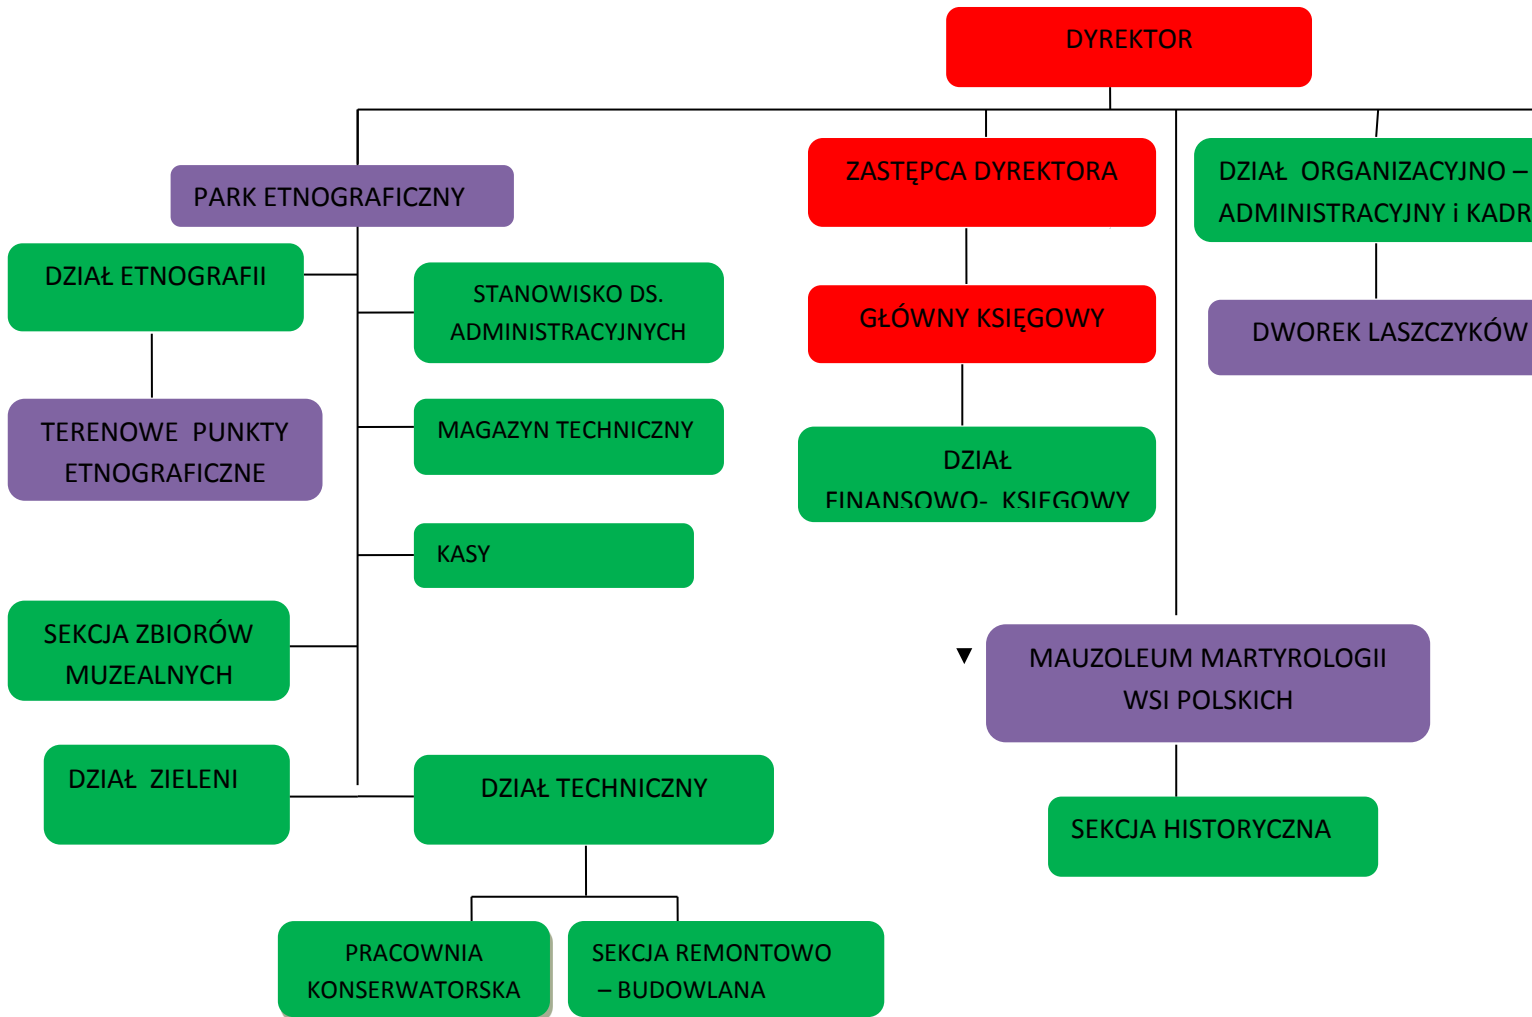 DYREKTOR
PARK ETNOGRAFICZNY
ZASTĘPCA DYREKTORA
DZIAŁ ORGANIZACYJNO –
ADMINISTRACYJNY i KADR
DZIAŁ ETNOGRAFII
STANOWISKO DS.
ADMINISTRACYJNYCH
GŁÓWNY KSIĘGOWY
DWOREK LASZCZYKÓW
TERENOWE PUNKTY
ETNOGRAFICZNE
MAGAZYN TECHNICZNY
DZIAŁ
FINANSOWO- KSIĘGOWY
KASY
SEKCJA ZBIORÓW
MUZEALNYCH
MAUZOLEUM MARTYROLOGII
WSI POLSKICH
DZIAŁ ZIELENI
DZIAŁ TECHNICZNY
SEKCJA HISTORYCZNA
PRACOWNIA
KONSERWATORSKA
SEKCJA REMONTOWO
– BUDOWLANA